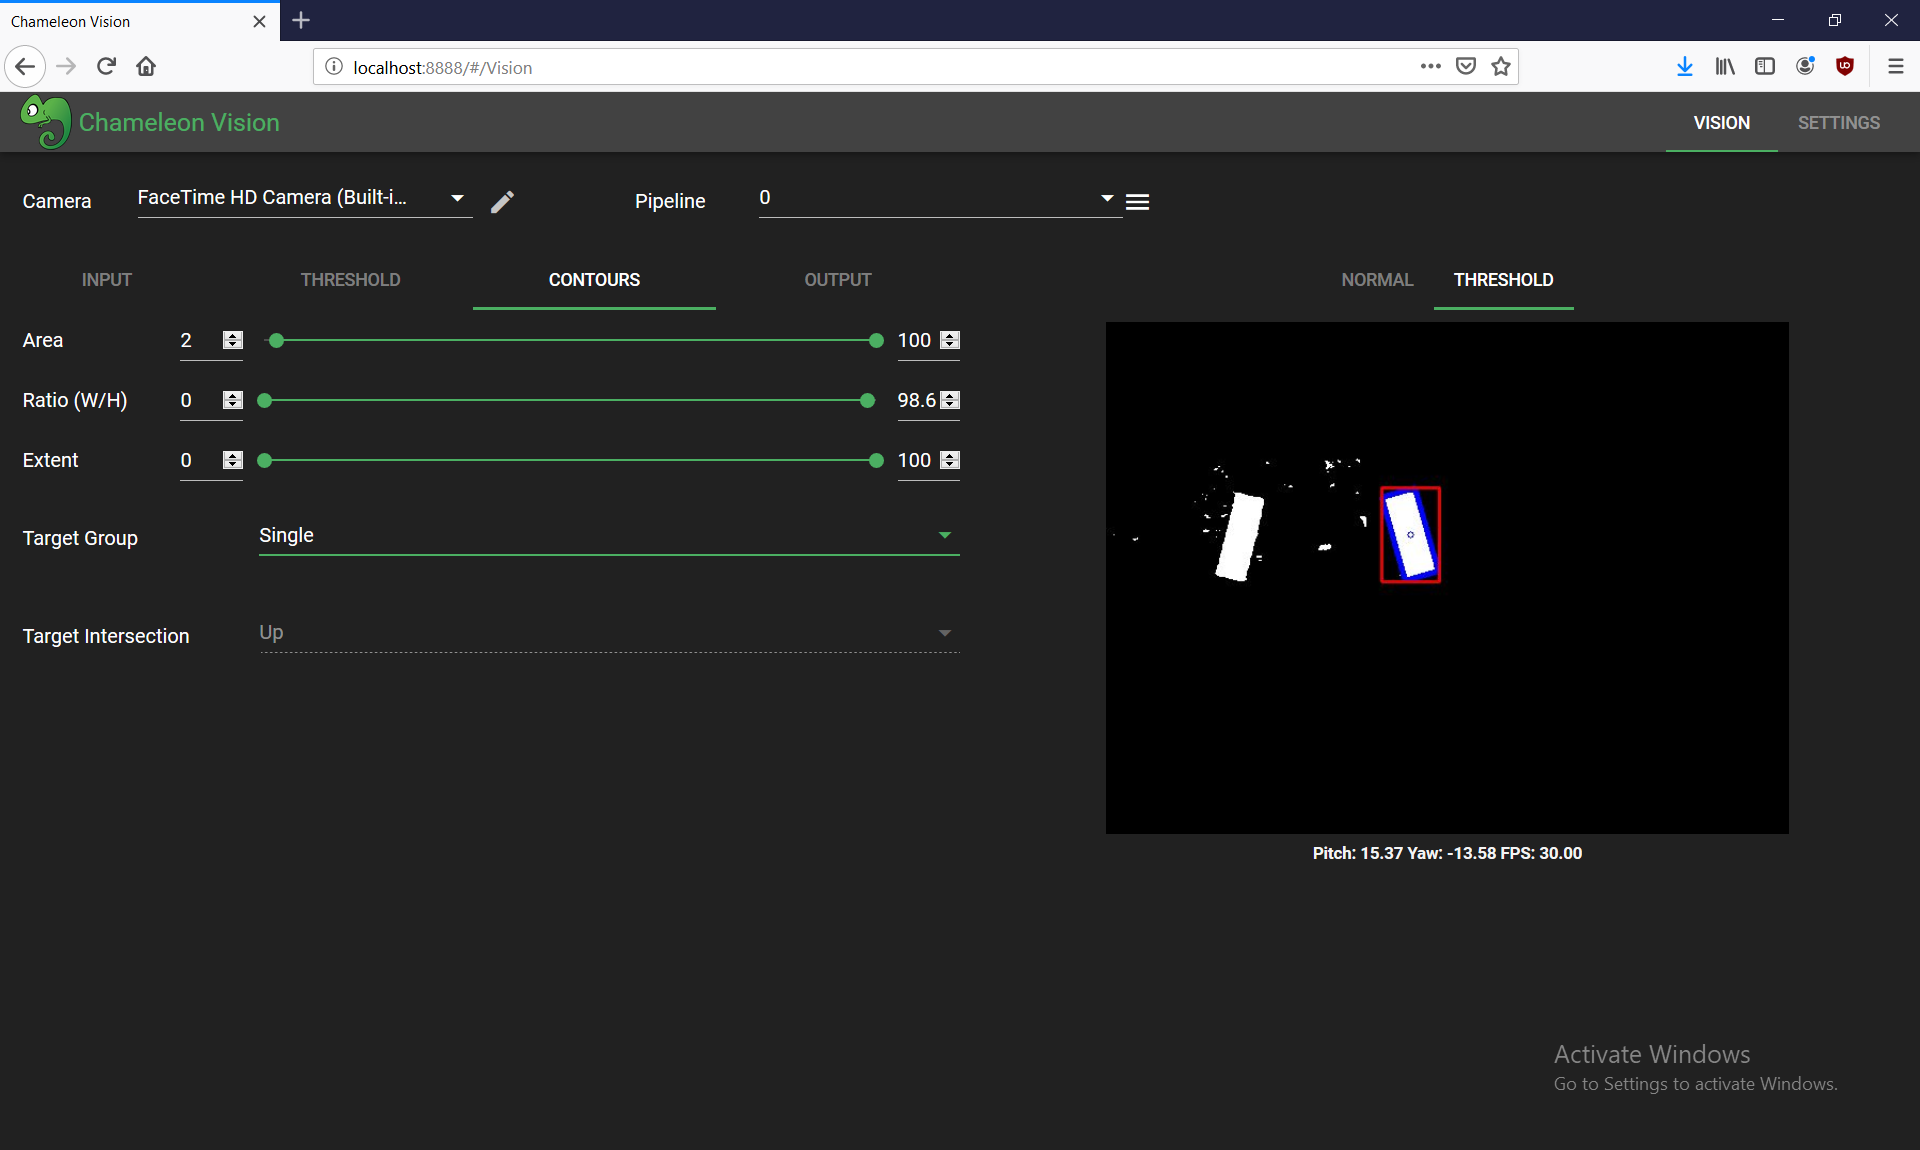 Chameleon Vision
localhost:8888/#/Vision
Chameleon Vision
VISION SETTINGS
Camera FaceTime HD Camera (Built-i... Pipeline 0
INPUT THRESHOLD CONTOURS OUTPUT NORMAL THRESHOLD
Area 2 100
Ratio (W/H) 0 98.6
Extent 0 100
Target Group Single
Target Intersection Up
Pitch: 15.37 Yaw: -13.58 FPS: 30.00
Activate Windows
Go to Settings to activate Windows.